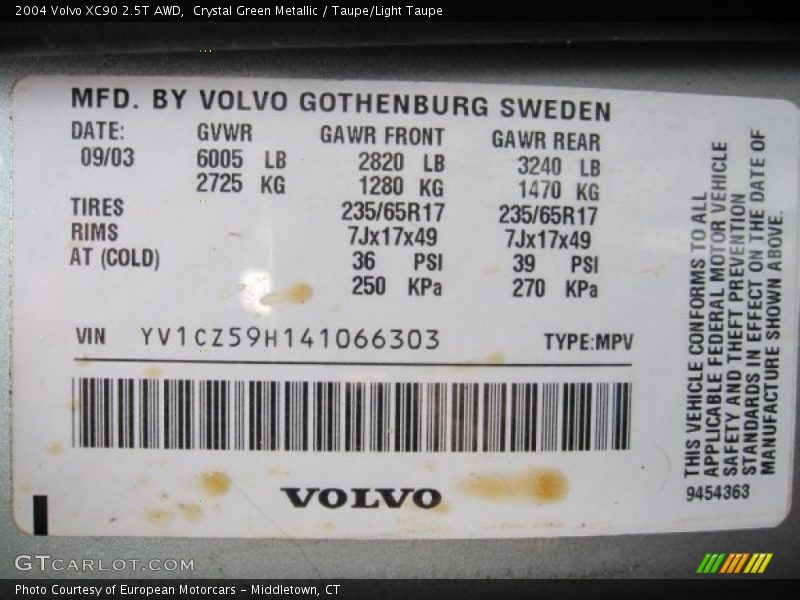 2004 Volvo XC90 2.5T AWD,  Crystal Green Metallic / Taupe/Light Taupe
MFD. BY VOLVO GOTHENBURG SWEDEN
DATE: GVWR GAWR FRONT GAWR REAR
09/03 6005 LB 2820 LB 3240 LB
2725 KG 1280 KG 1470 KG
TIRES 235/65R17 235/65R17
RIMS 7Jx17x49 7Jx17x49
AT (COLD) 36 PSI 39 PSI
250 KPa 270 KPa
VIN YV1CZ59H141066303 TYPE:MPV
VOLVO
THIS VEHICLE CONFORMS TO ALL
APPLICABLE FEDERAL MOTOR VEHICLE
SAFETY AND THEFT PREVENTION
STANDARDS IN EFFECT ON THE DATE OF
MANUFACTURE SHOWN ABOVE.
9454363
GTCARLOT.COM
Photo Courtesy of European Motorcars - Middletown, CT